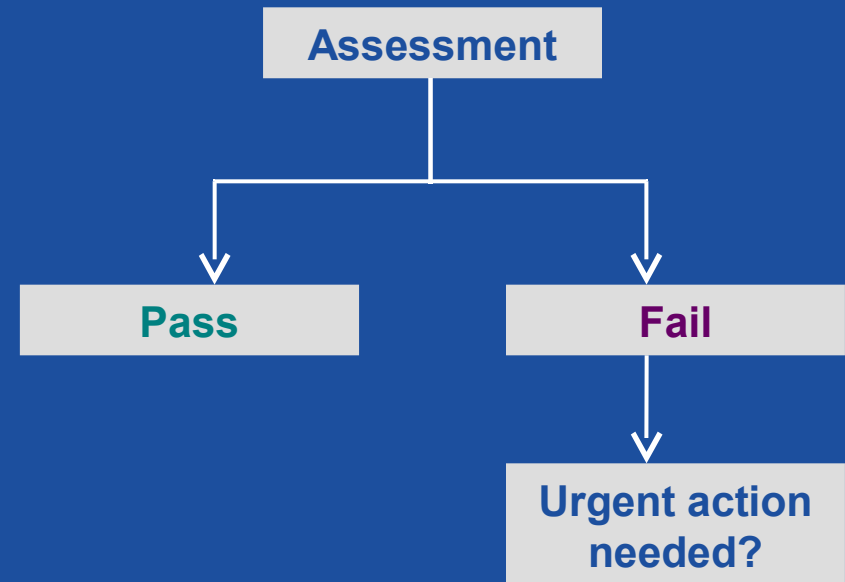 Assessment
Pass
Fail
Urgent action
needed?